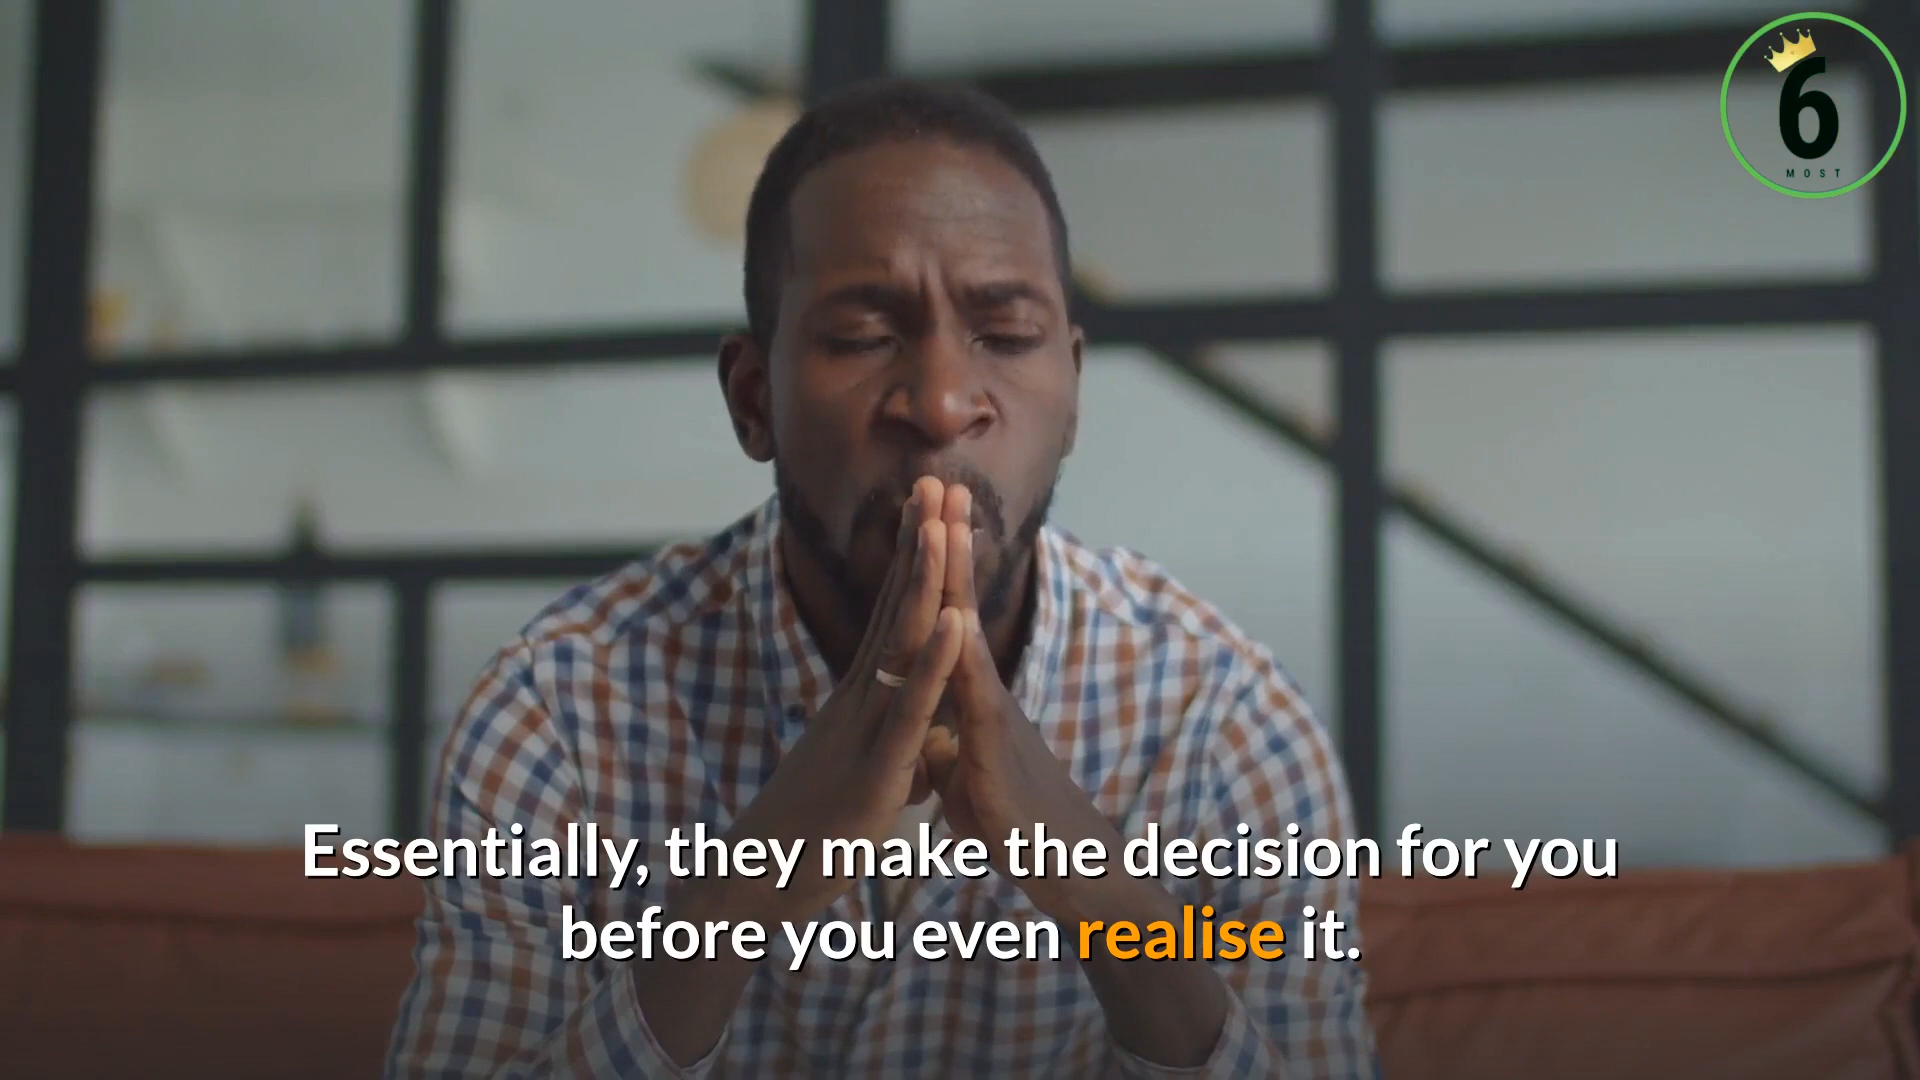 6
MOST
Essentially, they make the decision for you
before you even realise it.